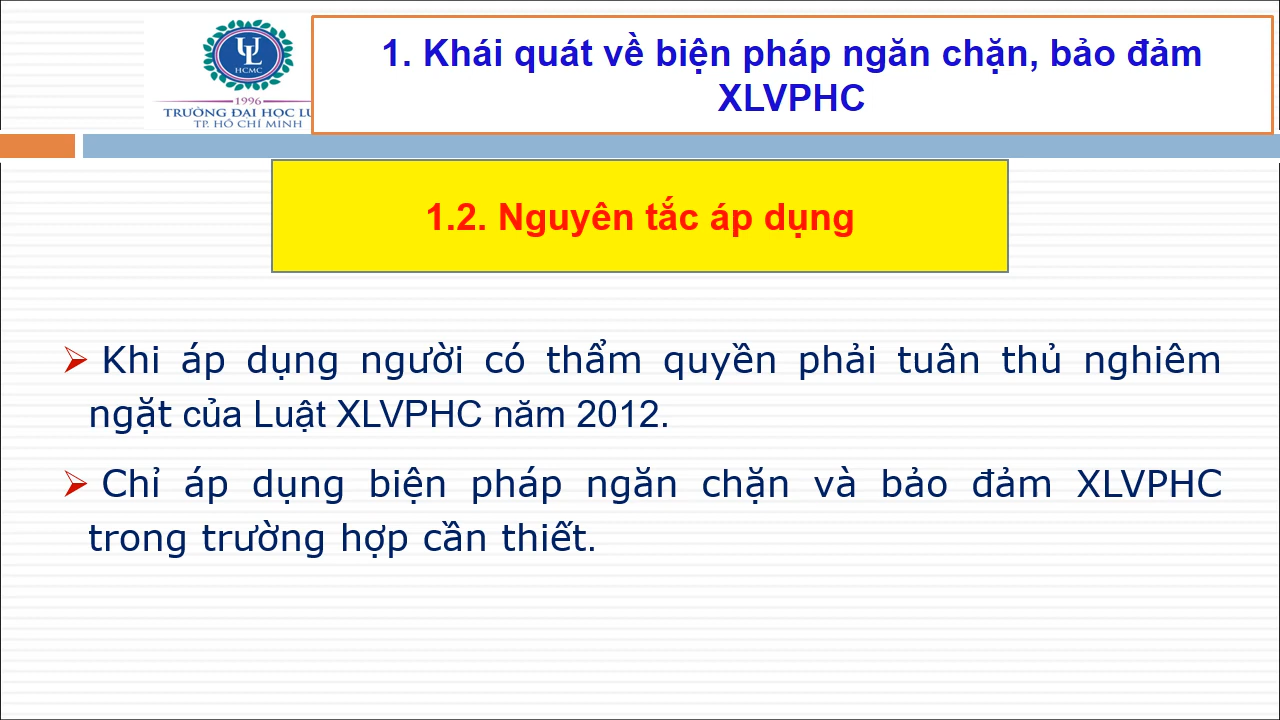 UL
HCMC
1996
TRƯỜNG ĐẠI HỌC LU
TP. HỒ CHÍ MINH
1. Khái quát về biện pháp ngăn chặn, bảo đảm
XLVPHC
1.2. Nguyên tắc áp dụng
Khi áp dụng người có thẩm quyền phải tuân thủ nghiêm
ngặt của Luật XLVPHC năm 2012.
Chỉ áp dụng biện pháp ngăn chặn và bảo đảm XLVPHC
trong trường hợp cần thiết.